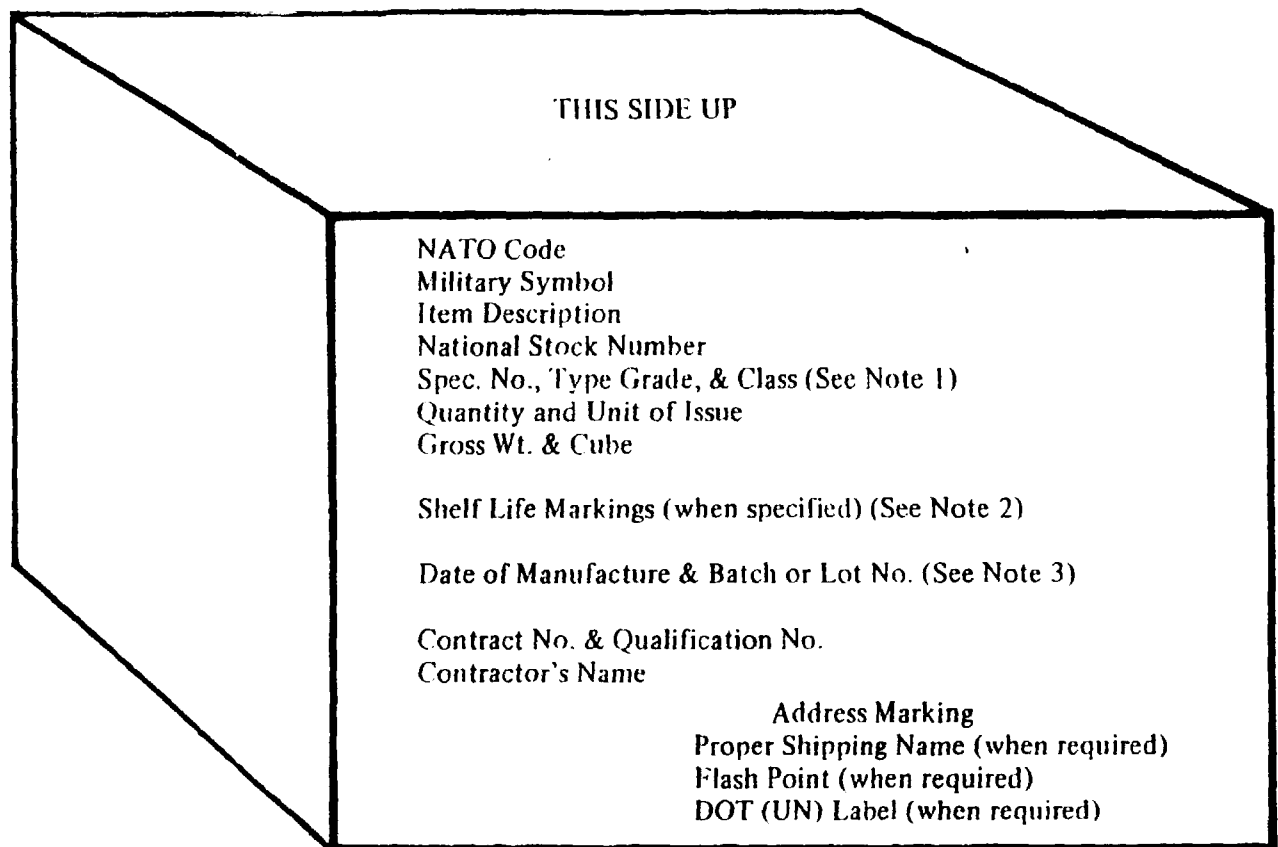 THIS SIDE UP
NATO Code
Military Symbol
Item Description
National Stock Number
Spec. No., Type Grade, & Class (See Note 1)
Quantity and Unit of Issue
Gross Wt. & Cube
Shelf Life Markings (when specified) (See Note 2)
Date of Manufacture & Batch or Lot No. (See Note 3)
Contract No. & Qualification No.
Contractor's Name
Address Marking
Proper Shipping Name (when required)
Flash Point (when required)
DOT (UN) Label (when required)